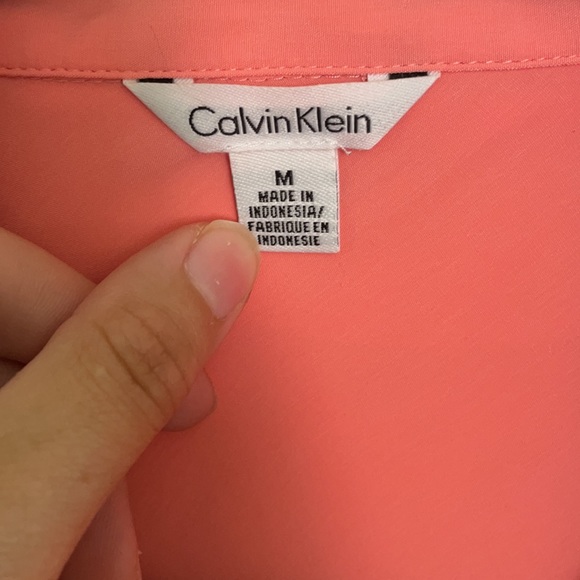 Calvin Klein
M
MADE IN
INDONESIA/
FABRIQUE EN
INDONESIE